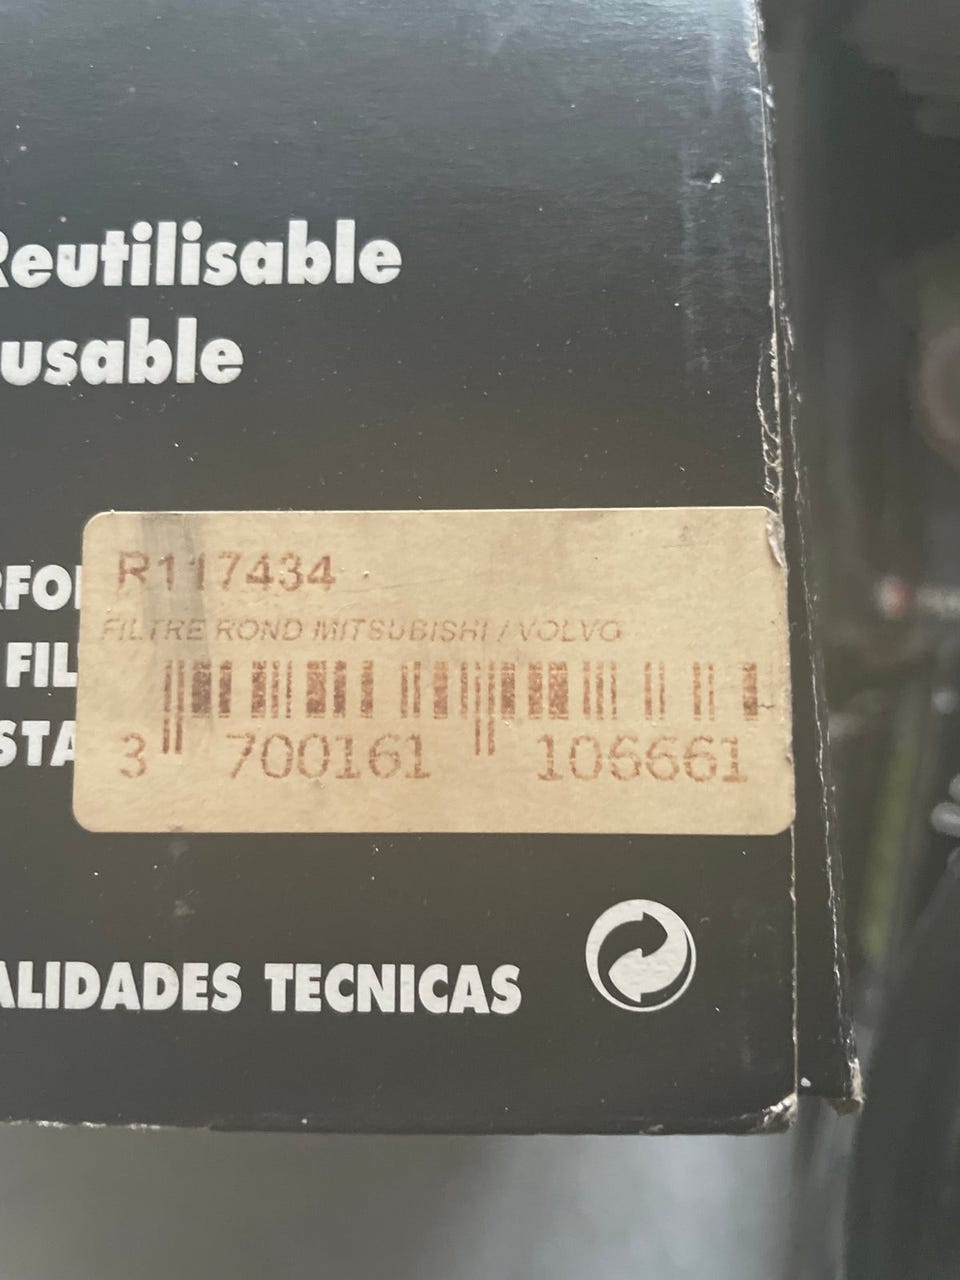 Reutilisable
usable
RFO
FIL
STA
R117434
FILTRE ROND MITSUBISHI / VOLVO
3 700161 106661
ALIDADES TECNICAS